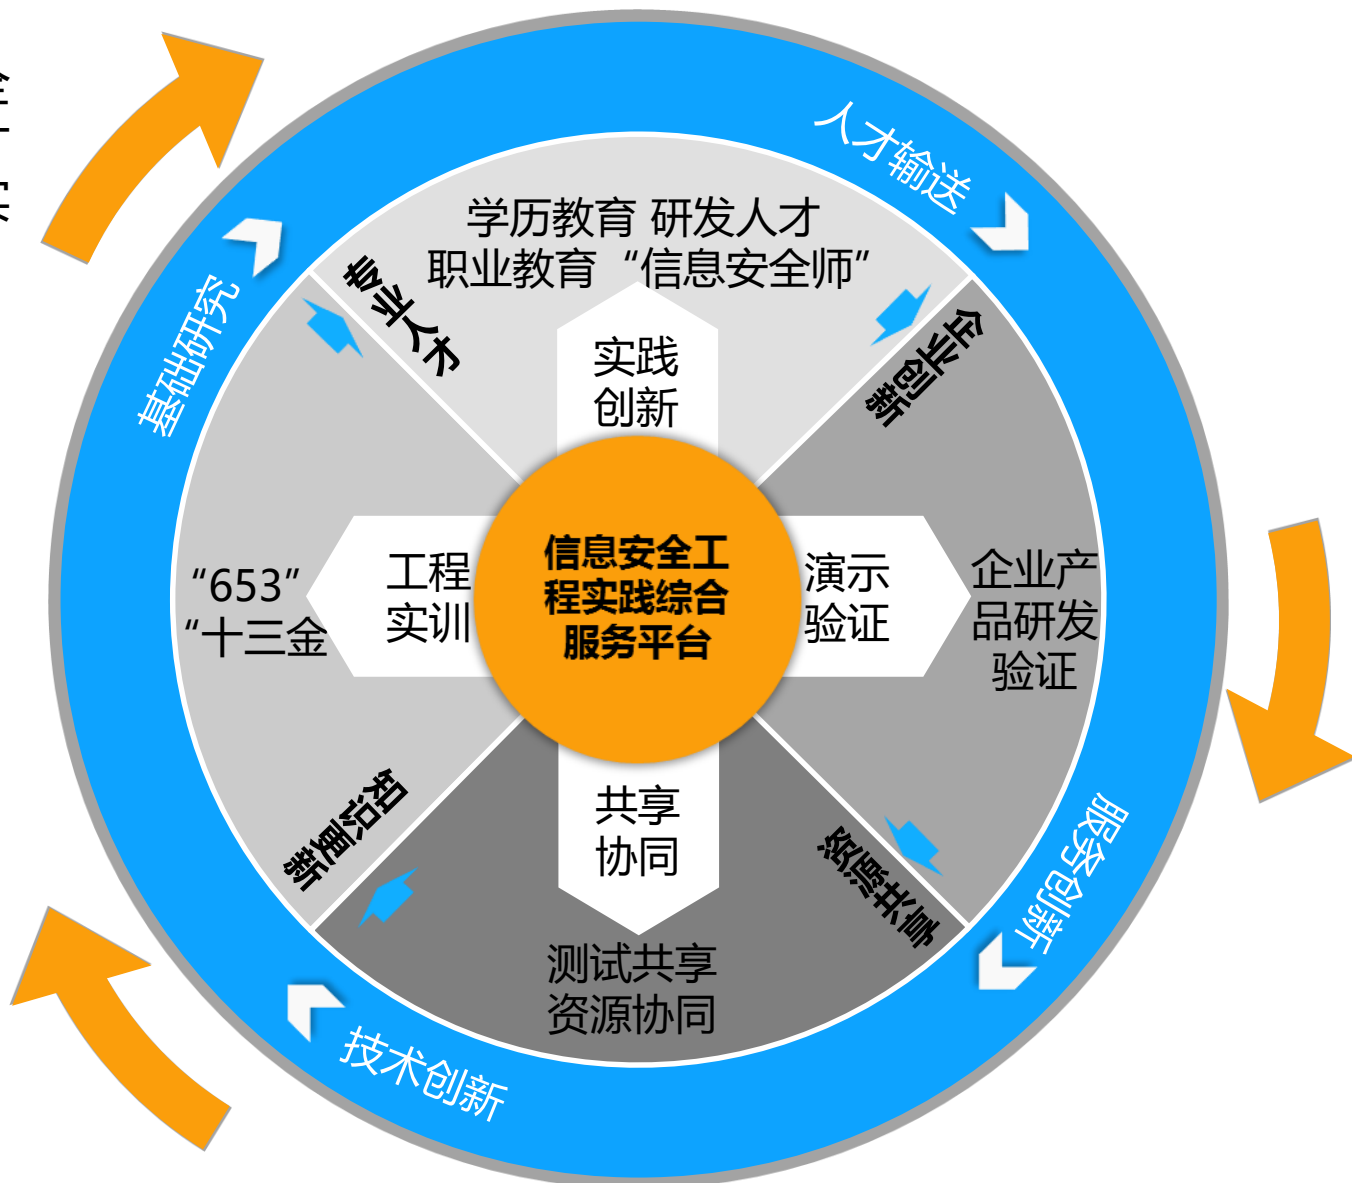 人才输送
学历教育 研发人才
职业教育“信息安全师”
专业人才
企业创新
基础研究
实践
创新
“653”
“十三金
工程
实训
信息安全工
程实践综合
服务平台
演示
验证
企业产
品研发
验证
知识更新
共享
协同
资源共享
服务创新
测试共享
资源协同
技术创新